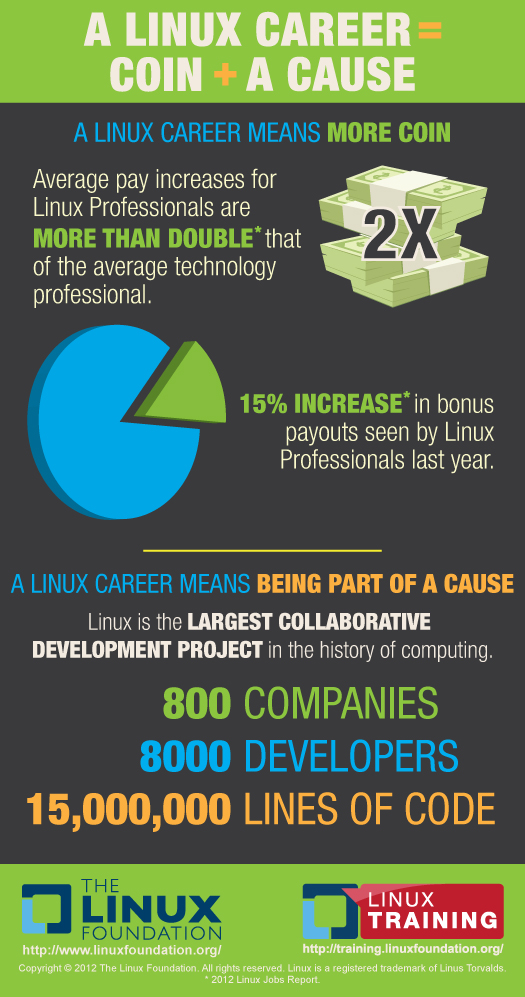 A LINUX CAREER =
COIN + A CAUSE
A LINUX CAREER MEANS MORE COIN
Average pay increases for
Linux Professionals are
MORE THAN DOUBLE* that
of the average technology
professional.
2X
15% INCREASE* in bonus
payouts seen by Linux
Professionals last year.
A LINUX CAREER MEANS BEING PART OF A CAUSE
Linux is the LARGEST COLLABORATIVE
DEVELOPMENT PROJECT in the history of computing.
800 COMPANIES
8000 DEVELOPERS
15,000,000 LINES OF CODE
THE
LINUX
FOUNDATION
http://www.linuxfoundation.org/
LINUX
TRAINING
http://training.linuxfoundation.org/
Copyright © 2012 The Linux Foundation. All rights reserved. Linux is a registered trademark of Linus Torvalds.
* 2012 Linux Jobs Report.